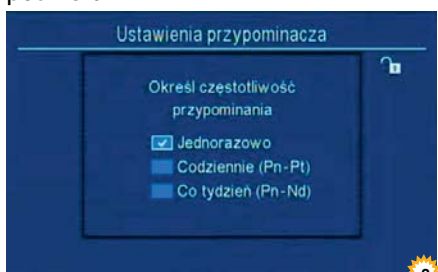 Ustawienia przypominacza
Określ częstotliwość
przypominania
Jednorazowo
Codziennie (Pn-Pt)
Co tydzień (Pn-Nd)